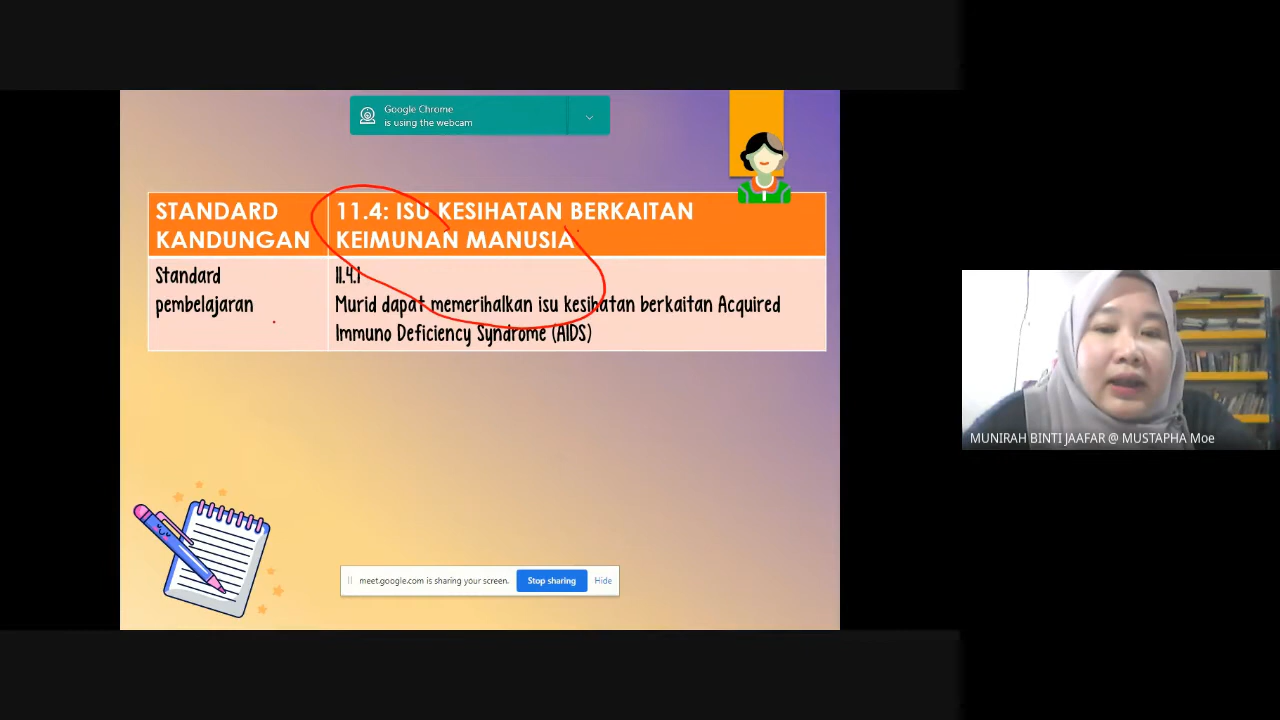 Google Chrome
is using the webcam
STANDARD
KANDUNGAN
11.4: ISU KESIHATAN BERKAITAN
KEIMUNAN MANUSIA
Standard
pembelajaran
11.4.1
Murid dapat memerihalkan isu kesihatan berkaitan Acquired
Immuno Deficiency Syndrome (AIDS)
meet.google.com is sharing your screen.
Stop sharing
Hide
MUNIRAH BINTI JAAFAR @ MUSTAPHA Moe